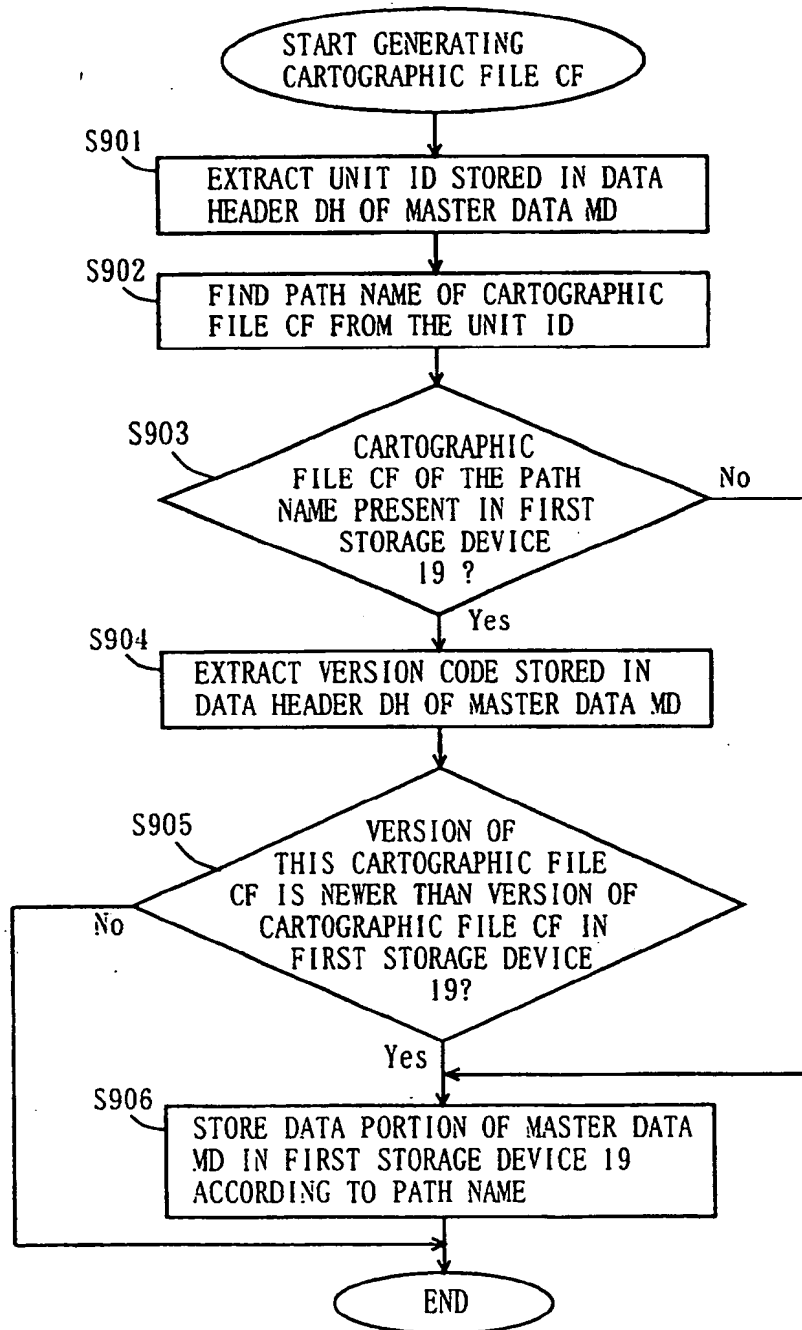 START GENERATING
CARTOGRAPHIC FILE CF
S901
EXTRACT UNIT ID STORED IN DATA
HEADER DH OF MASTER DATA MD
S902
FIND PATH NAME OF CARTOGRAPHIC
FILE CF FROM THE UNIT ID
S903
CARTOGRAPHIC
FILE CF OF THE PATH
NAME PRESENT IN FIRST
STORAGE DEVICE
19 ?
No
Yes
S904
EXTRACT VERSION CODE STORED IN
DATA HEADER DH OF MASTER DATA MD
S905
VERSION OF
THIS CARTOGRAPHIC FILE
CF IS NEWER THAN VERSION OF
CARTOGRAPHIC FILE CF IN
FIRST STORAGE DEVICE
19?
No
Yes
S906
STORE DATA PORTION OF MASTER DATA
MD IN FIRST STORAGE DEVICE 19
ACCORDING TO PATH NAME
END